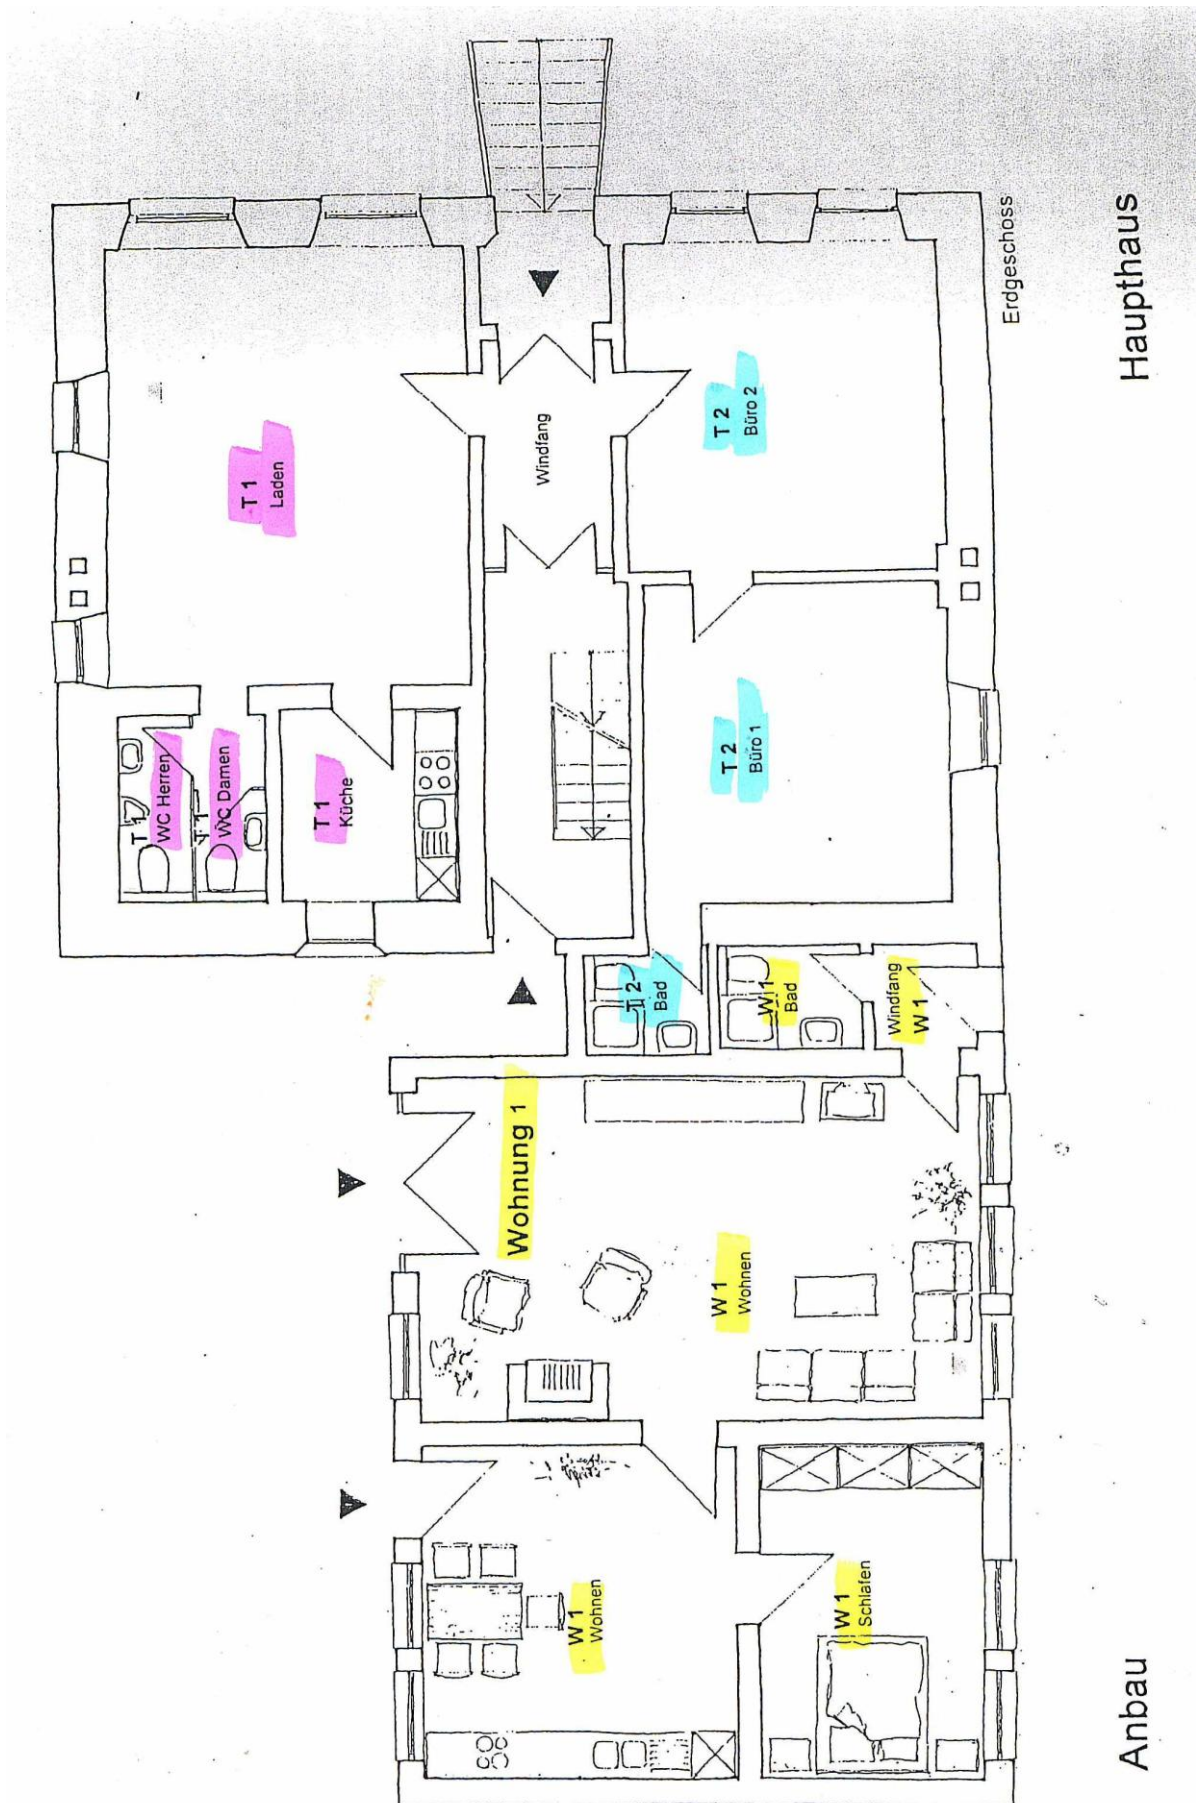 T 1
WC Herren
T 1
WC Damen
T 1
Küche
T 1
Laden
Windfang
T 2
Büro 1
T 2
Büro 2
T 2
Bad
W 1
Bad
Windfang
W 1
Wohnung 1
W 1
Wohnen
W 1
Wohnen
W 1
Schlafen
Erdgeschoss
Anbau
Haupthaus